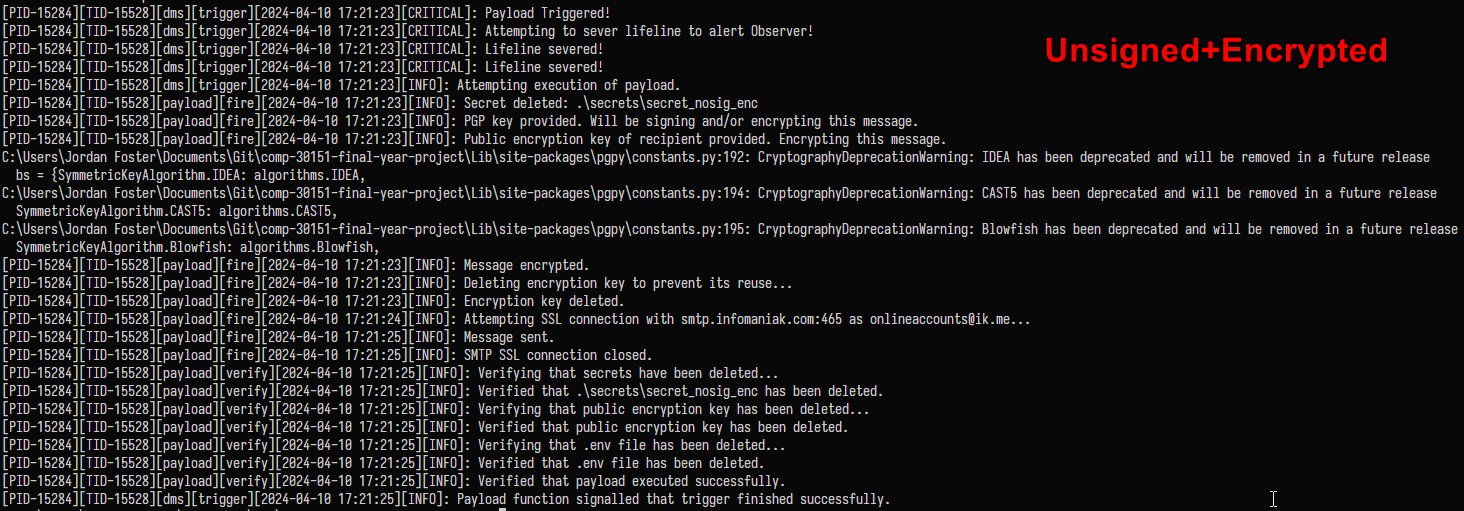 [PID-15284][TID-15528][dms][trigger][2024-04-10 17:21:23][CRITICAL]: Payload Triggered!
[PID-15284][TID-15528][dms][trigger][2024-04-10 17:21:23][CRITICAL]: Attempting to sever lifeline to alert Observer!
Unsigned+Encrypted
[PID-15284][TID-15528][dms][trigger][2024-04-10 17:21:23][CRITICAL]: Lifeline severed!
[PID-15284][TID-15528][dms][trigger][2024-04-10 17:21:23][CRITICAL]: Lifeline severed!
[PID-15284][TID-15528][dms][trigger][2024-04-10 17:21:23][INFO]: Attempting execution of payload.
[PID-15284][TID-15528][payload][fire][2024-04-10 17:21:23][INFO]: Secret deleted: .\secrets\secret_nosig_enc
[PID-15284][TID-15528][payload][fire][2024-04-10 17:21:23][INFO]: PGP key provided. Will be signing and/or encrypting this message.
[PID-15284][TID-15528][payload][fire][2024-04-10 17:21:23][INFO]: Public encryption key of recipient provided. Encrypting this message.
C:\Users\Jordan Foster\Documents\Git\comp-30151-final-year-project\Lib\site-packages\pgpy\constants.py:192: CryptographyDeprecationWarning: IDEA has been deprecated and will be removed in a future release
bs = {SymmetricKeyAlgorithm.IDEA: algorithms.IDEA,
C:\Users\Jordan Foster\Documents\Git\comp-30151-final-year-project\Lib\site-packages\pgpy\constants.py:194: CryptographyDeprecationWarning: CAST5 has been deprecated and will be removed in a future release
SymmetricKeyAlgorithm.CAST5: algorithms.CAST5,
C:\Users\Jordan Foster\Documents\Git\comp-30151-final-year-project\Lib\site-packages\pgpy\constants.py:195: CryptographyDeprecationWarning: Blowfish has been deprecated and will be removed in a future release
SymmetricKeyAlgorithm.Blowfish: algorithms.Blowfish,
[PID-15284][TID-15528][payload][fire][2024-04-10 17:21:23][INFO]: Message encrypted.
[PID-15284][TID-15528][payload][fire][2024-04-10 17:21:23][INFO]: Deleting encryption key to prevent its reuse...
[PID-15284][TID-15528][payload][fire][2024-04-10 17:21:23][INFO]: Encryption key deleted.
[PID-15284][TID-15528][payload][fire][2024-04-10 17:21:24][INFO]: Attempting SSL connection with smtp.infomaniak.com:465 as onlineaccounts@ik.me...
[PID-15284][TID-15528][payload][fire][2024-04-10 17:21:25][INFO]: Message sent.
[PID-15284][TID-15528][payload][fire][2024-04-10 17:21:25][INFO]: SMTP SSL connection closed.
[PID-15284][TID-15528][payload][verify][2024-04-10 17:21:25][INFO]: Verifying that secrets have been deleted...
[PID-15284][TID-15528][payload][verify][2024-04-10 17:21:25][INFO]: Verified that .\secrets\secret_nosig_enc has been deleted.
[PID-15284][TID-15528][payload][verify][2024-04-10 17:21:25][INFO]: Verifying that public encryption key has been deleted...
[PID-15284][TID-15528][payload][verify][2024-04-10 17:21:25][INFO]: Verified that public encryption key has been deleted.
[PID-15284][TID-15528][payload][verify][2024-04-10 17:21:25][INFO]: Verifying that .env file has been deleted...
[PID-15284][TID-15528][payload][verify][2024-04-10 17:21:25][INFO]: Verified that .env file has been deleted.
[PID-15284][TID-15528][payload][verify][2024-04-10 17:21:25][INFO]: Verified that payload executed successfully.
[PID-15284][TID-15528][dms][trigger][2024-04-10 17:21:25][INFO]: Payload function signalled that trigger finished successfully.